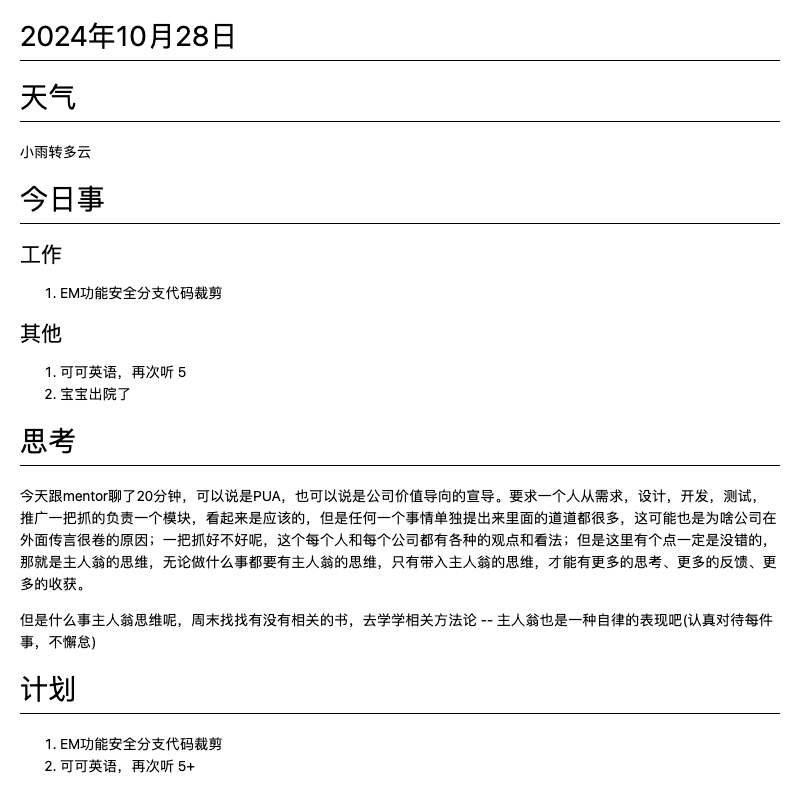 2024年10月28日
天气
小雨转多云
今日事
工作
1. EM功能安全分支代码裁剪
其他
1. 可可英语，再次听 5
2. 宝宝出院了
思考
今天跟mentor聊了20分钟，可以说是PUA，也可以说是公司价值导向的宣导。要求一个人从需求，设计，开发，测试，
推广一把抓的负责一个模块，看起来是应该的，但是任何一个事情单独提出来里面的道道都很多，这可能也是为啥公司在
外面传言很卷的原因；一把抓好不好呢，这个每个人和每个公司都有各种的观点和看法；但是这里有个点一定是没错的，
那就是主人翁的思维，无论做什么事都要有主人翁的思维，只有带入主人翁的思维，才能有更多的思考、更多的反馈、更
多的收获。
但是什么事主人翁思维呢，周末找找有没有相关的书，去学学相关方法论 -- 主人翁也是一种自律的表现吧(认真对待每件
事，不懈怠)
计划
1. EM功能安全分支代码裁剪
2. 可可英语，再次听 5+